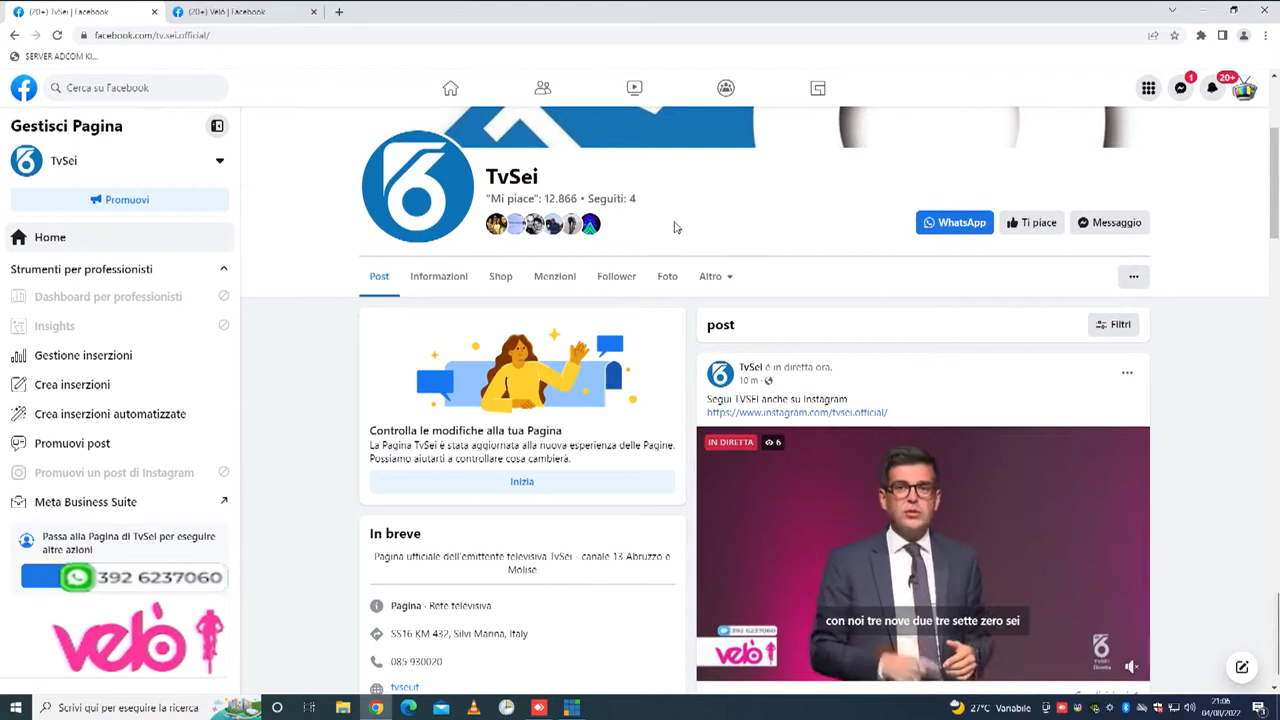 (20+) TvSei | Facebook
(20+) Velò | Facebook
facebook.com/tv.sei.official/
SERVER ADCOM KI...
Cerca su Facebook
1
20+
Gestisci Pagina
TvSei
Promuovi
Home
Strumenti per professionisti
Dashboard per professionisti
Insights
Gestione inserzioni
Crea inserzioni
Crea inserzioni automatizzate
Promuovi post
Promuovi un post di Instagram
Meta Business Suite
Passa alla Pagina di TvSei per eseguire
altre azioni
392 6237060
velò
6
TvSei
"Mi piace": 12.866 • Seguiti: 4
WhatsApp
Ti piace
Messaggio
Post
Informazioni
Shop
Menzioni
Follower
Foto
Altro
Controlla le modifiche alla tua Pagina
La Pagina TvSei è stata aggiornata alla nuova esperienza delle Pagine.
Possiamo aiutarti a controllare cosa cambierà.
Inizia
In breve
Pagina ufficiale dell'emittente televisiva TvSei - canale 13 Abruzzo e
Molise
Pagina · Rete televisiva
SS16 KM 432, Silvi Marina, Italy
085 930020
tvsei.it
post
Filtri
TvSei è in diretta ora.
10 m
Segui TVSEI anche su Instagram
https://www.instagram.com/tvsei.official/
IN DIRETTA
6
con noi tre nove due tre sette zero sei
392 6237060
velò
6
TVSEI
Diretta
Scrivi qui per eseguire la ricerca
27°C Variabile
21:06
04/08/2022